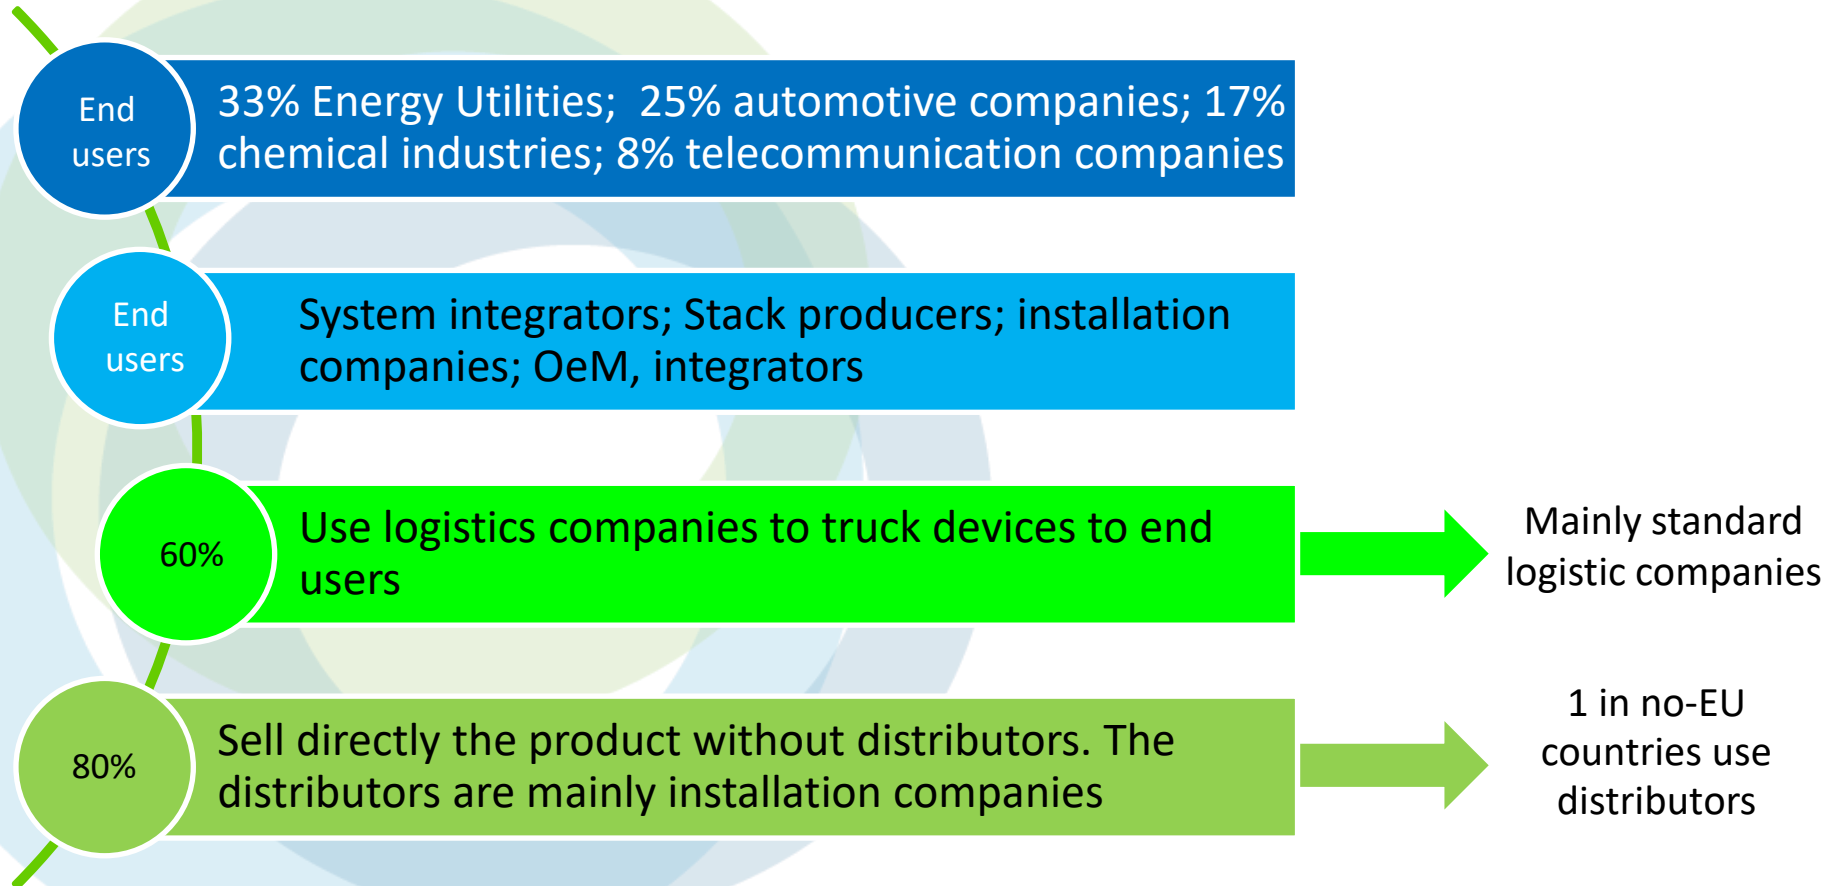 End
users
33% Energy Utilities;  25% automotive companies; 17%
chemical industries; 8% telecommunication companies
End
users
System integrators; Stack producers; installation
companies; OeM, integrators
60%
Use logistics companies to truck devices to end
users
Mainly standard
logistic companies
80%
Sell directly the product without distributors. The
distributors are mainly installation companies
1 in no-EU
countries use
distributors